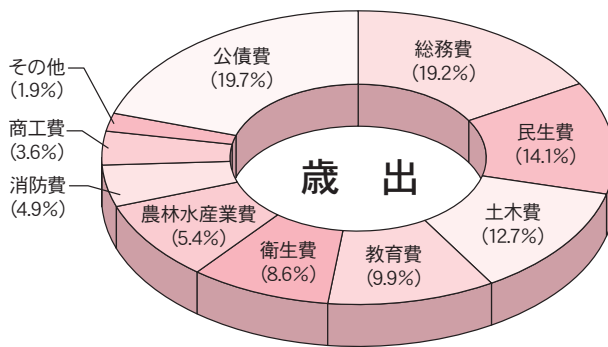 総務費
(19.2%)
民生費
(14.1%)
土木費
(12.7%)
教育費
(9.9%)
衛生費
(8.6%)
農林水産業費
(5.4%)
消防費
(4.9%)
商工費
(3.6%)
その他
(1.9%)
公債費
(19.7%)
歳 出